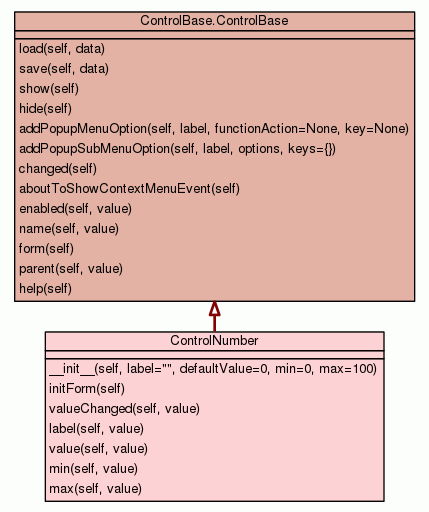 ControlBase.ControlBase
load(self, data)
save(self, data)
show(self)
hide(self)
addPopupMenuOption(self, label, functionAction=None, key=None)
addPopupSubMenuOption(self, label, options, keys={})
changed(self)
aboutToShowContextMenuEvent(self)
enabled(self, value)
name(self, value)
form(self)
parent(self, value)
help(self)
ControlNumber
__init__(self, label="", defaultValue=0, min=0, max=100)
initForm(self)
valueChanged(self, value)
label(self, value)
value(self, value)
min(self, value)
max(self, value)